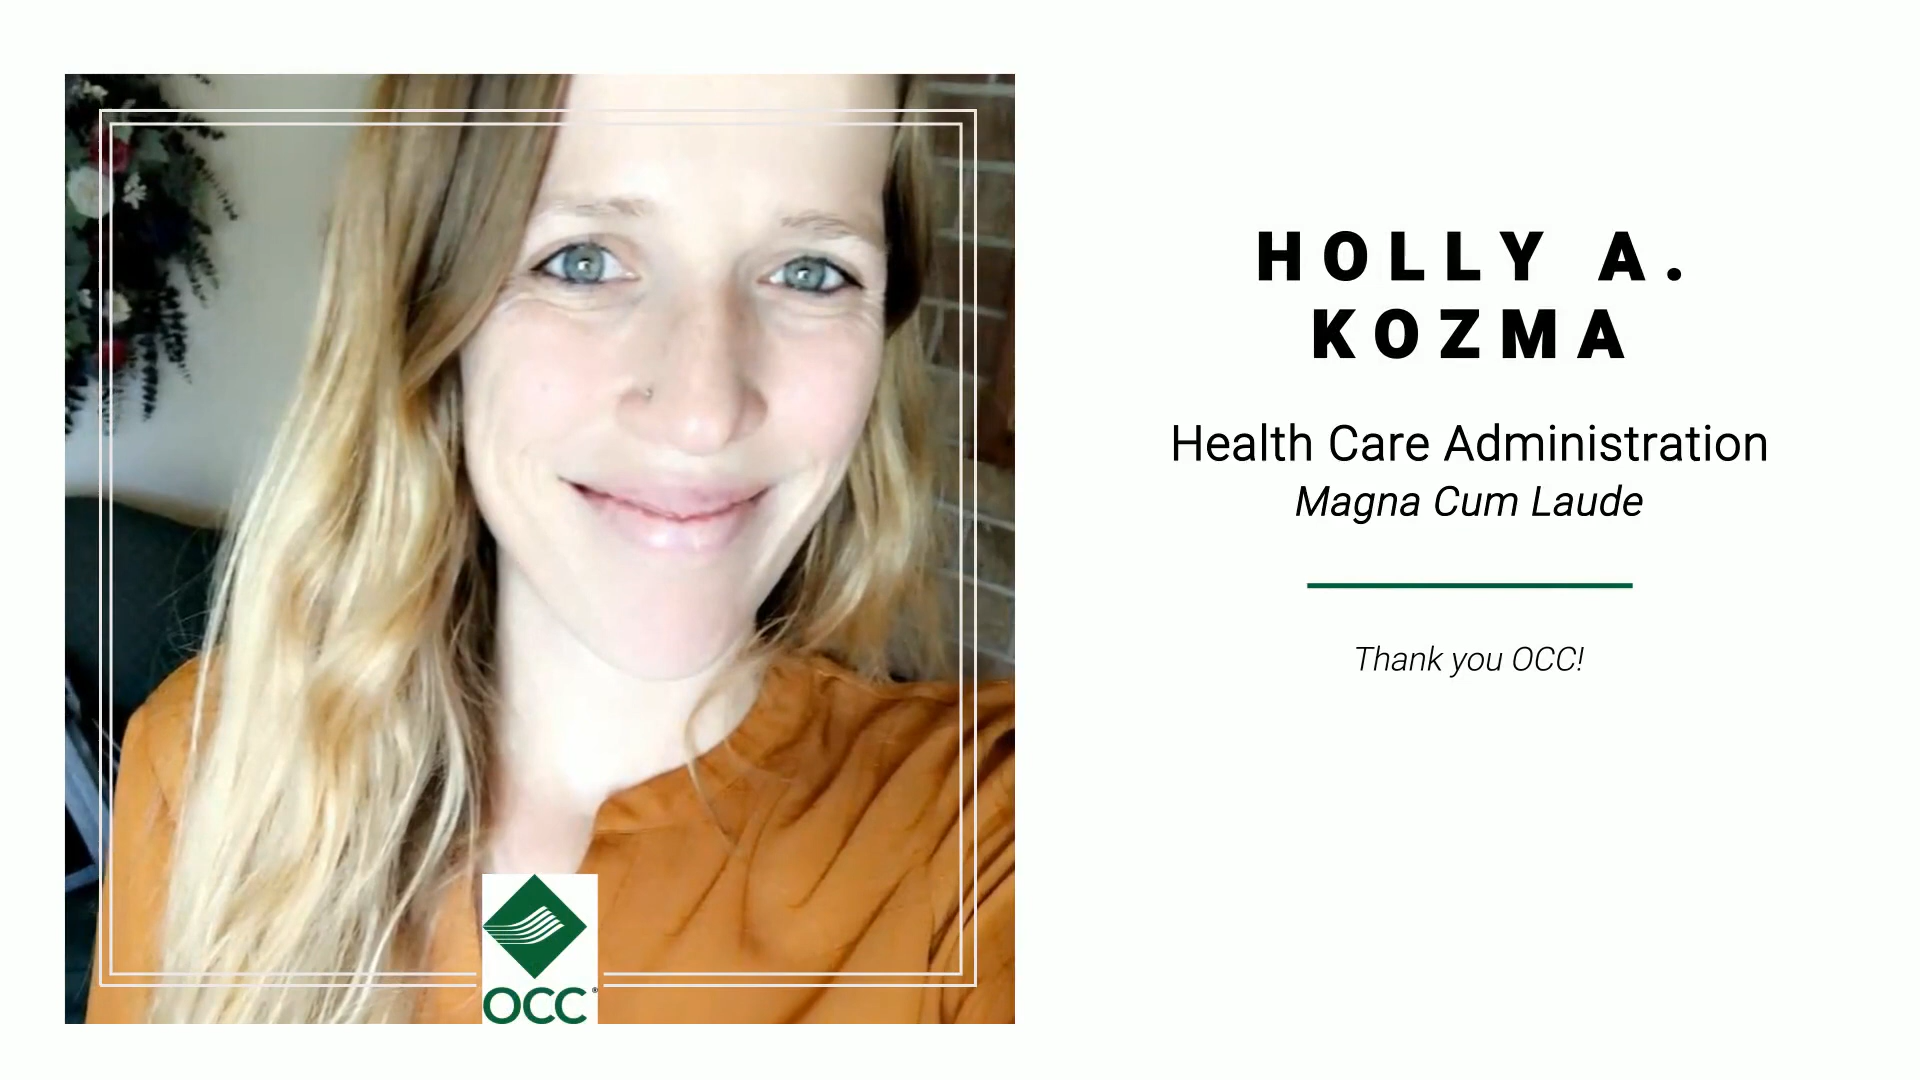 HOLLY A.
KOZMA
Health Care Administration
Magna Cum Laude
Thank you OCC!
OCC®